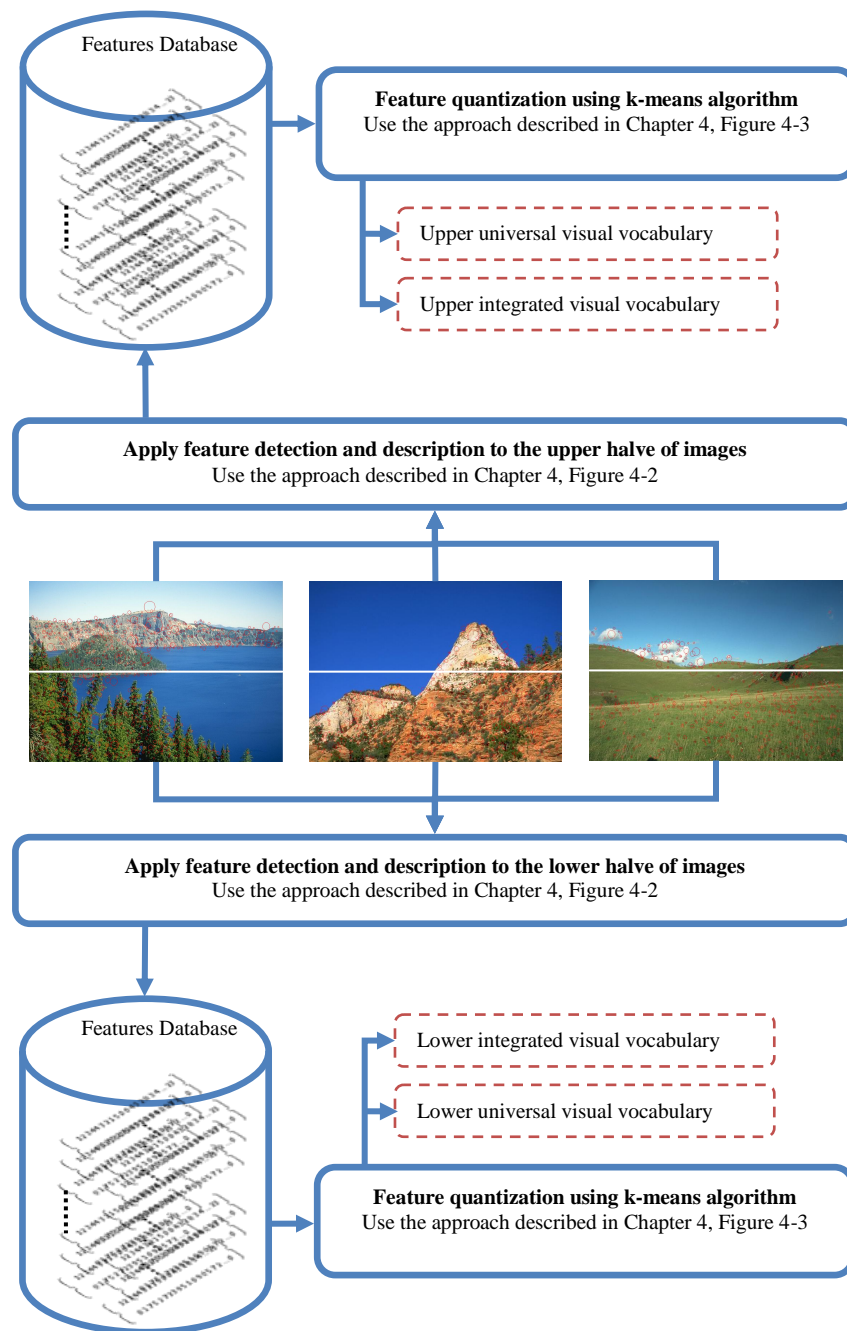 Features Database
Feature quantization using k-means algorithm
Use the approach described in Chapter 4, Figure 4-3
Upper universal visual vocabulary
Upper integrated visual vocabulary
Apply feature detection and description to the upper halve of images
Use the approach described in Chapter 4, Figure 4-2
Apply feature detection and description to the lower halve of images
Use the approach described in Chapter 4, Figure 4-2
Features Database
Lower integrated visual vocabulary
Lower universal visual vocabulary
Feature quantization using k-means algorithm
Use the approach described in Chapter 4, Figure 4-3